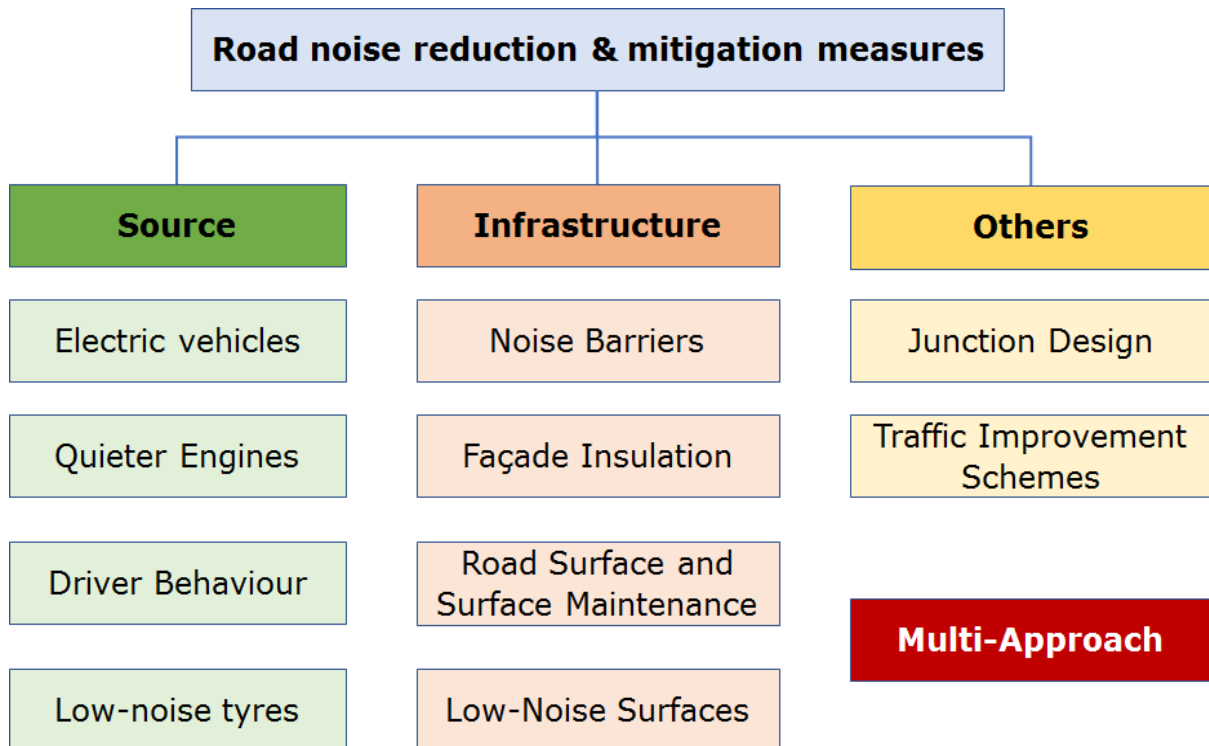 Road noise reduction & mitigation measures
Source
Electric vehicles
Quieter Engines
Driver Behaviour
Low-noise tyres
Infrastructure
Noise Barriers
Façade Insulation
Road Surface and
Surface Maintenance
Low-Noise Surfaces
Others
Junction Design
Traffic Improvement
Schemes
Multi-Approach